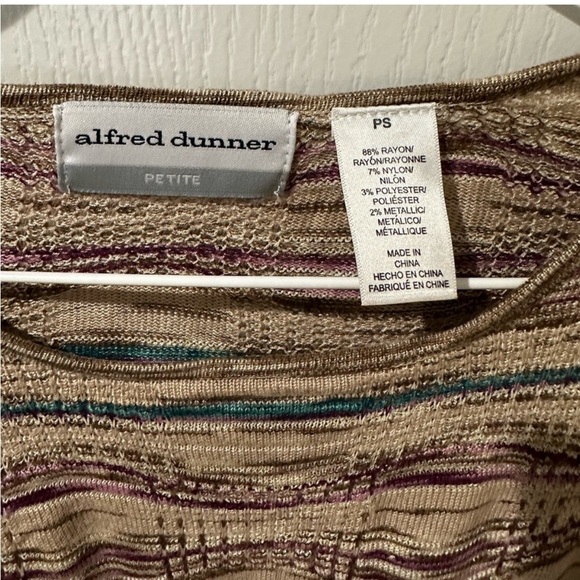 alfred dunner
PETITE
PS
88% RAYON/
RAYÓN/RAYONNE
7% NYLON/
NILÓN
3% POLYESTER/
POLIÉSTER
2% METALLIC/
METÁLICO/
MÉTALLIQUE
MADE IN
CHINA
HECHO EN CHINA
FABRIQUÉ EN CHINE